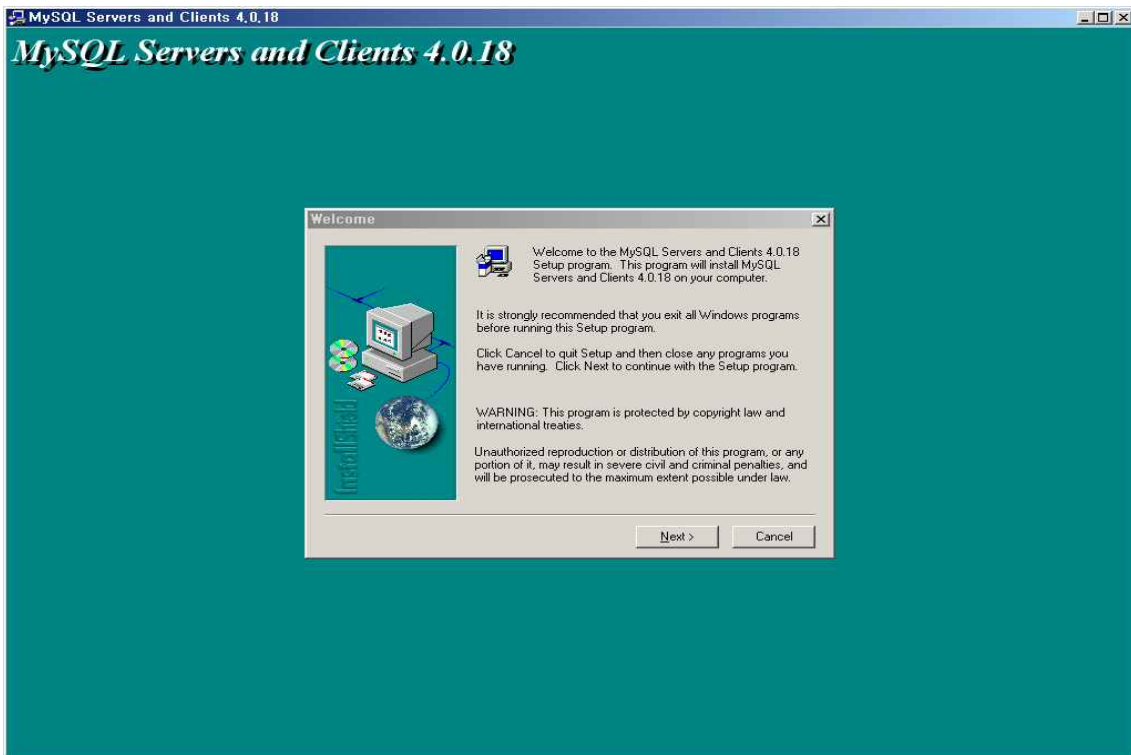 MySQL Servers and Clients 4.0.18
MySQL Servers and Clients 4.0.18
Welcome
Welcome to the MySQL Servers and Clients 4.0.18
Setup program. This program will install MySQL
Servers and Clients 4.0.18 on your computer.
It is strongly recommended that you exit all Windows programs
before running this Setup program.
Click Cancel to quit Setup and then close any programs you
have running. Click Next to continue with the Setup program.
WARNING: This program is protected by copyright law and
international treaties.
Unauthorized reproduction or distribution of this program, or any
portion of it, may result in severe civil and criminal penalties, and
will be prosecuted to the maximum extent possible under law.
InstallShield
Next >
Cancel